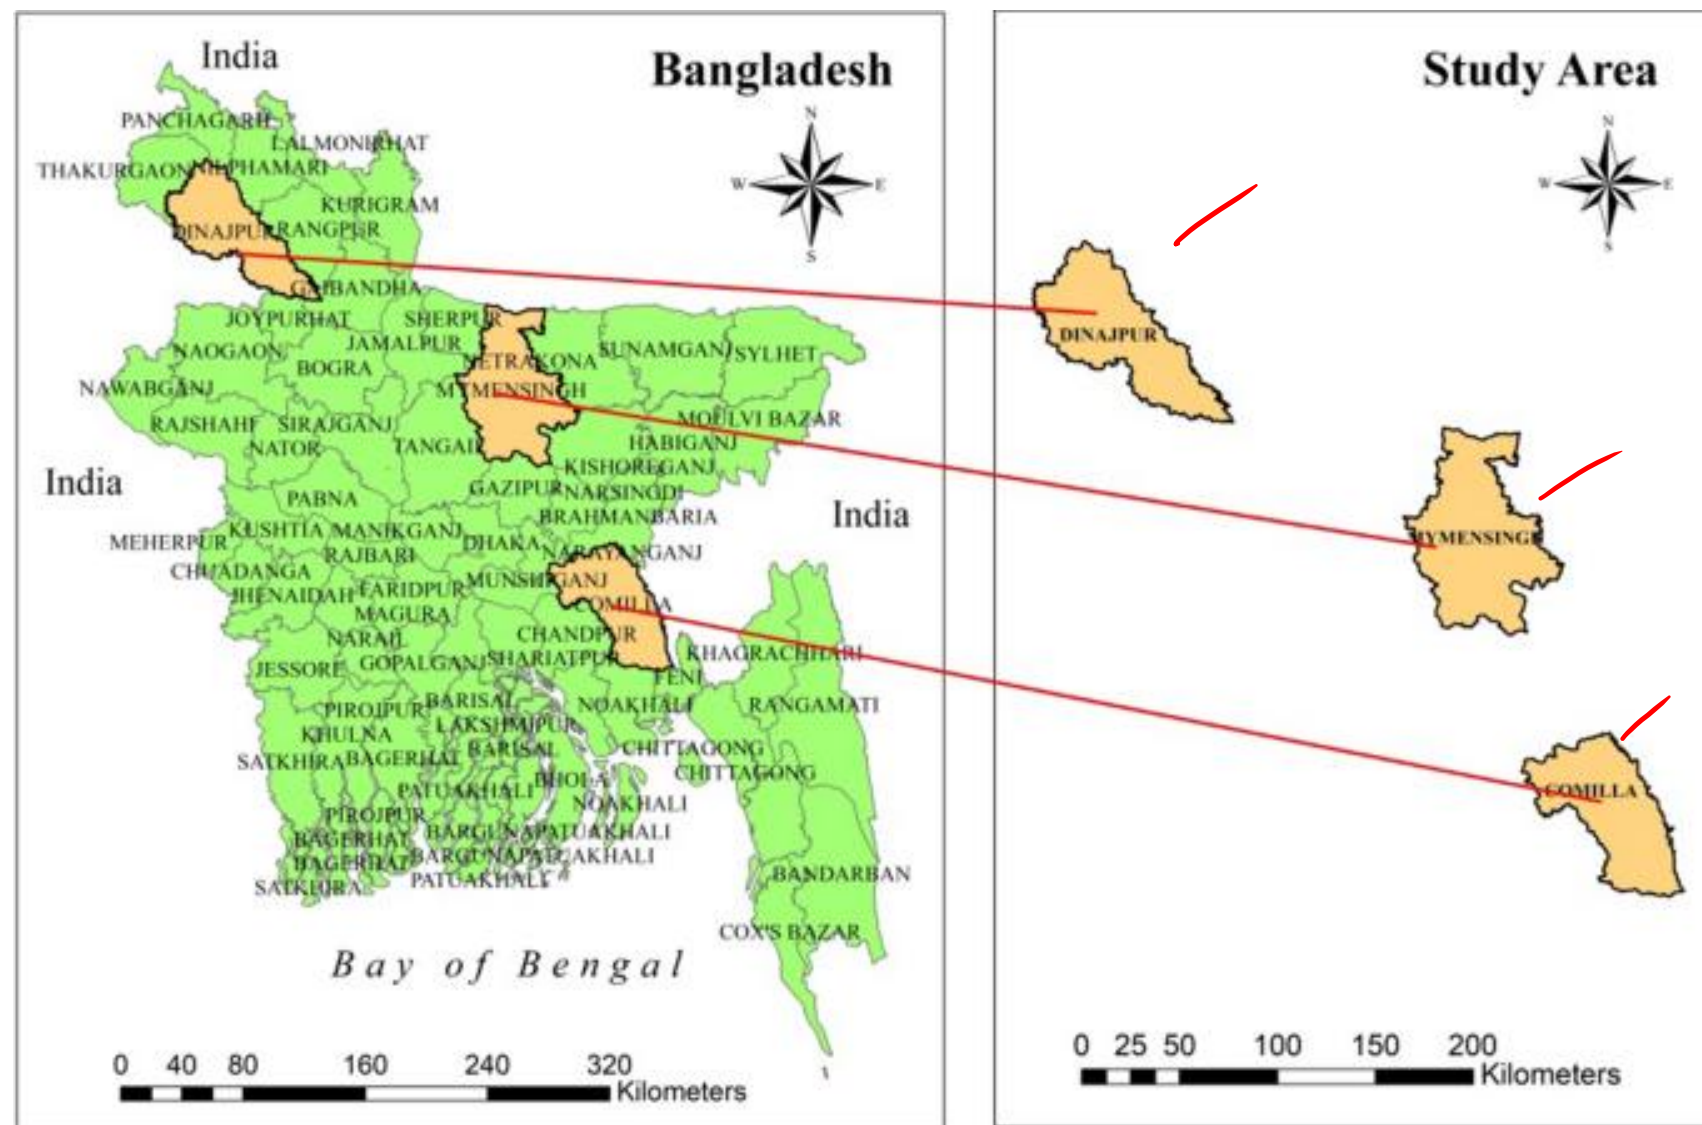 India
Bangladesh
PANCHAGARH
LALMONIRHAT
THAKURGAON NILPHAMARI
KURIGRAM
DINAJPUR RANGPUR
GAIBANDHA
JOYPURHAT SHERPUR
NAOGAON JAMALPUR SUNAMGANJ SYLHET
BOGRA NETRAKONA
NAWABGANJ MYMENSINGH
RAJSHAHI SIRAJGANJ MOULVI BAZAR
NATOR TANGAIL HABIGANJ
KISHOREGANJ
India
PABNA GAZIPUR NARSINGDI
BRAHMANBARIA
India
MEHERPUR KUSHTIA MANIKGANJ DHAKA NARAYANGANJ
RAJBARI
CHUADANGA MUNSHIGANJ
JHENAIDAH FARIDPUR COMILLA
MAGURA
NARAIL CHANDPUR
JESSORE GOPALGANJ SHARIATPUR KHAGRACHHARI
FENI
PIROJPUR BARISAL NOAKHALI RANGAMATI
KHULNA LAKSHMIPUR
SATKHIRA BAGERHAT BARISAL CHITTAGONG
BHOLA CHITTAGONG
PATUAKHALI NOAKHALI
PIROJPUR
BAGERHAT BARGUNA PATUAKHALI
BAGERHAT BARGUNA PATUAKHALI
SATKHIRA PATUAKHALI BANDARBAN
COX'S BAZAR
Bay of Bengal
N
W E
S
0 40 80 160 240 320
Kilometers
Study Area
N
W E
S
DINAJPUR
MYMENSINGH
COMILLA
0 25 50 100 150 200
Kilometers